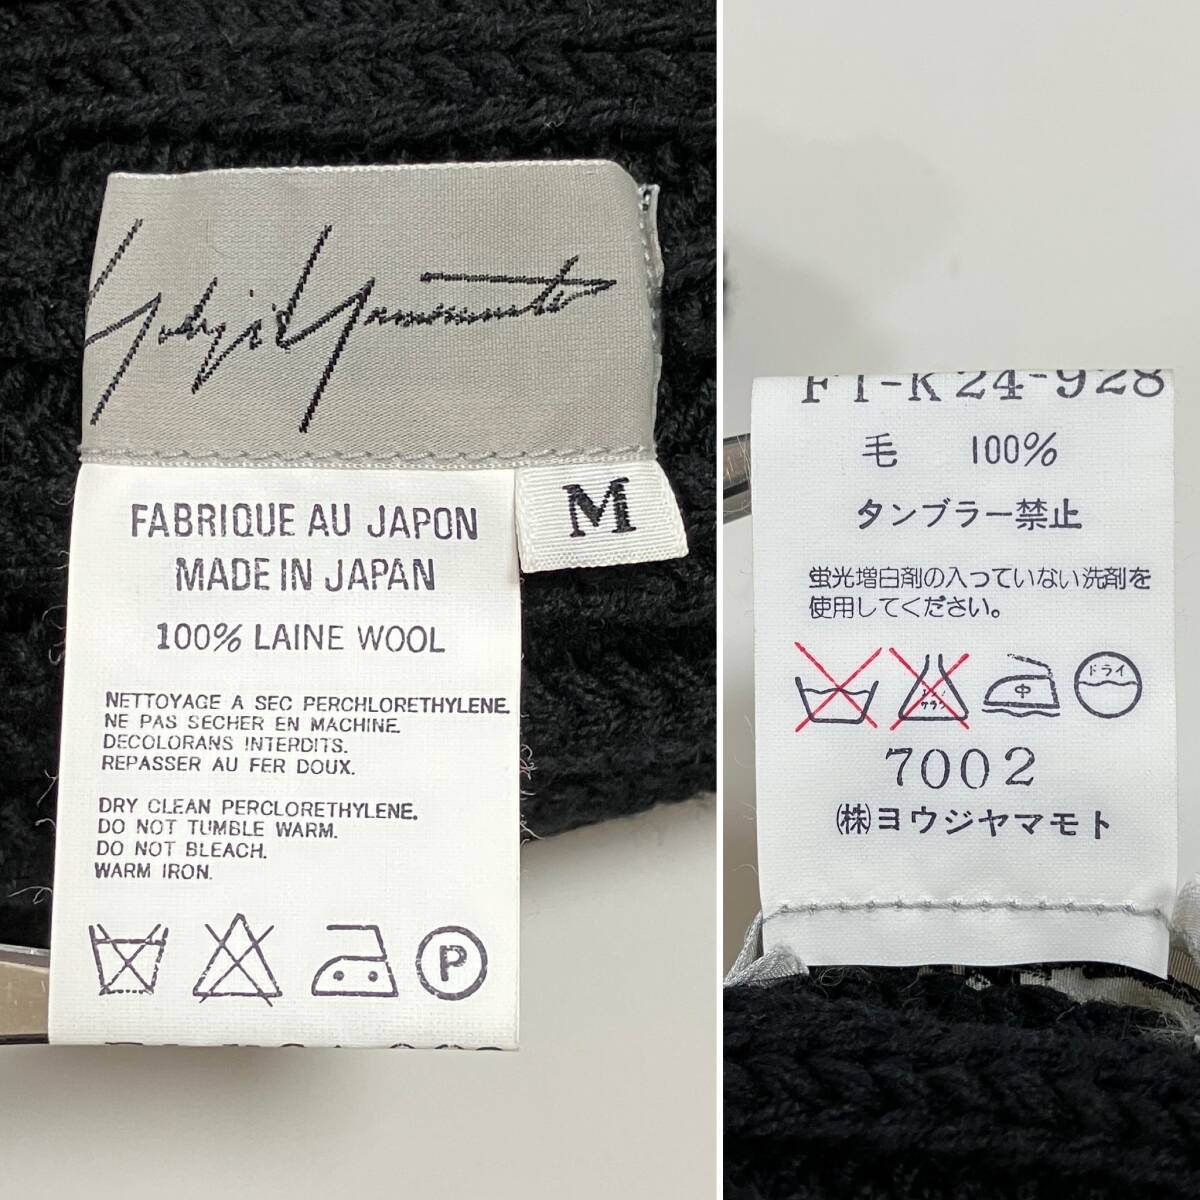 Yohji Yamamoto
M
FABRIQUE AU JAPON
MADE IN JAPAN
100% LAINE WOOL
NETTOYAGE A SEC PERCHLORETHYLENE.
NE PAS SECHER EN MACHINE.
DECOLORANS INTERDITS.
REPASSER AU FER DOUX.
DRY CLEAN PERCLORETHYLENE.
DO NOT TUMBLE WARM.
DO NOT BLEACH.
WARM IRON.
P
FI-K24-928
毛 100%
タンブラー禁止
蛍光増白剤の入っていない洗剤を
使用してください。
中
ドライ
7002
(株)ヨウジヤマモト